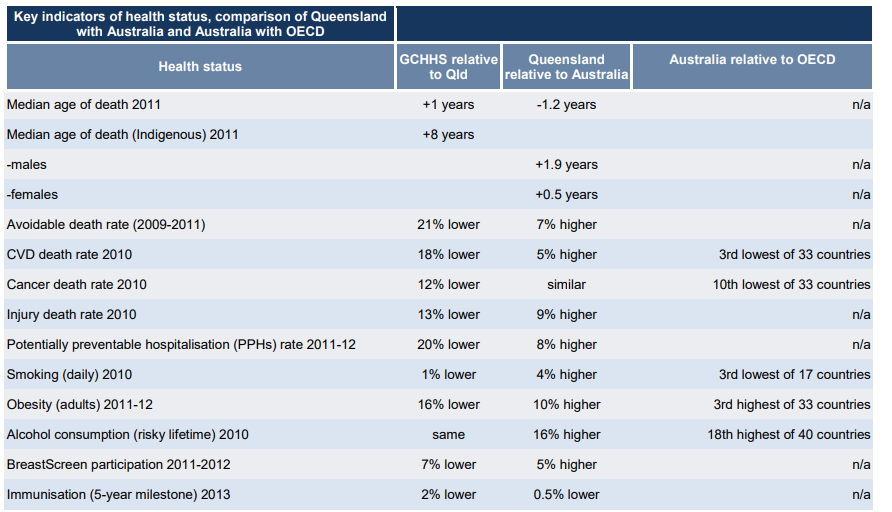 Key indicators of health status, comparison of Queensland
with Australia and Australia with OECD
Health status
GCHHS relative
to Qld
Queensland
relative to Australia
Australia relative to OECD
Median age of death 2011 +1 years -1.2 years n/a
Median age of death (Indigenous) 2011 +8 years
-males +1.9 years n/a
-females +0.5 years n/a
Avoidable death rate (2009-2011) 21% lower 7% higher n/a
CVD death rate 2010 18% lower 5% higher 3rd lowest of 33 countries
Cancer death rate 2010 12% lower similar 10th lowest of 33 countries
Injury death rate 2010 13% lower 9% higher n/a
Potentially preventable hospitalisation (PPHs) rate 2011-12 20% lower 8% higher n/a
Smoking (daily) 2010 1% lower 4% higher 3rd lowest of 17 countries
Obesity (adults) 2011-12 16% lower 10% higher 3rd highest of 33 countries
Alcohol consumption (risky lifetime) 2010 same 16% higher 18th highest of 40 countries
BreastScreen participation 2011-2012 7% lower 5% higher n/a
Immunisation (5-year milestone) 2013 2% lower 0.5% lower n/a